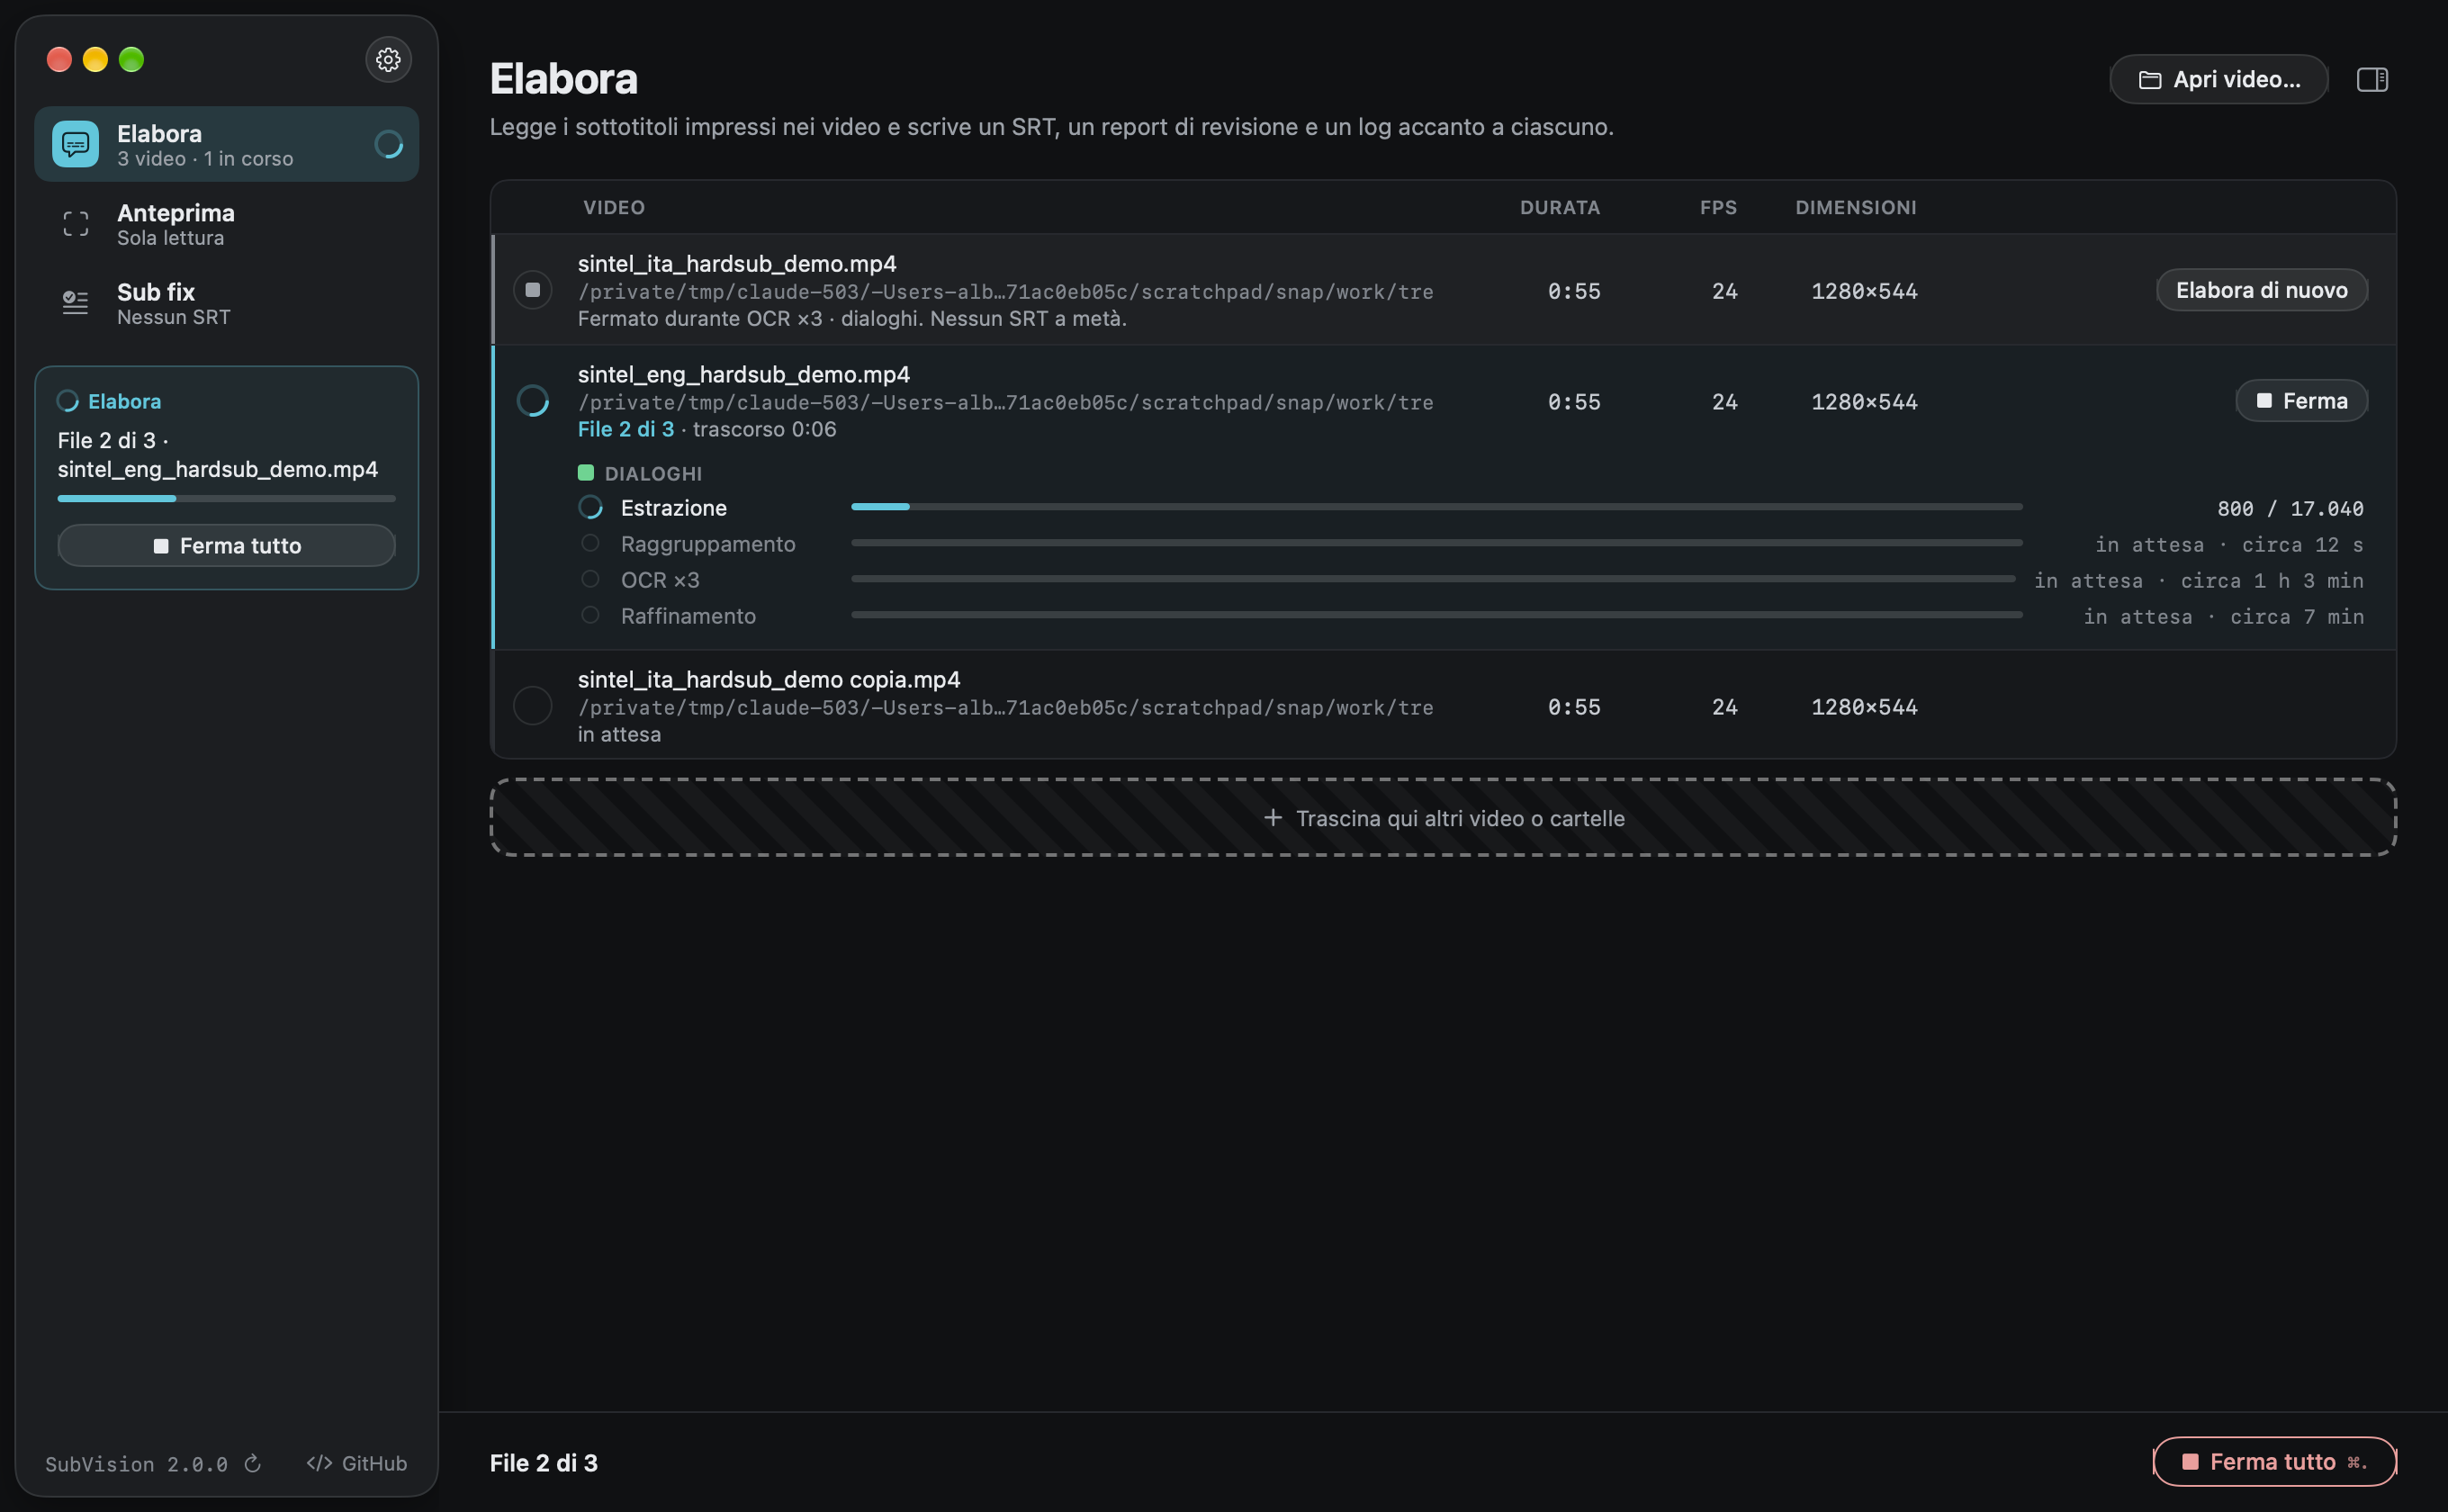 Elabora
3 video · 1 in corso
Anteprima
Sola lettura
Sub fix
Nessun SRT
Elabora
File 2 di 3 ·
sintel_eng_hardsub_demo.mp4
Ferma tutto
SubVision 2.0.0
</> GitHub
Elabora
Apri video...
Legge i sottotitoli impressi nei video e scrive un SRT, un report di revisione e un log accanto a ciascuno.
VIDEO DURATA FPS DIMENSIONI
sintel_ita_hardsub_demo.mp4
/private/tmp/claude-503/-Users-alb…71ac0eb05c/scratchpad/snap/work/tre 0:55 24 1280×544 Elabora di nuovo
Fermato durante OCR ×3 · dialoghi. Nessun SRT a metà.
sintel_eng_hardsub_demo.mp4
/private/tmp/claude-503/-Users-alb…71ac0eb05c/scratchpad/snap/work/tre 0:55 24 1280×544 Ferma
File 2 di 3 · trascorso 0:06
DIALOGHI
Estrazione 800 / 17.040
Raggruppamento in attesa · circa 12 s
OCR ×3 in attesa · circa 1 h 3 min
Raffinamento in attesa · circa 7 min
sintel_ita_hardsub_demo copia.mp4
/private/tmp/claude-503/-Users-alb…71ac0eb05c/scratchpad/snap/work/tre 0:55 24 1280×544
in attesa
+ Trascina qui altri video o cartelle
File 2 di 3
Ferma tutto ⌘.